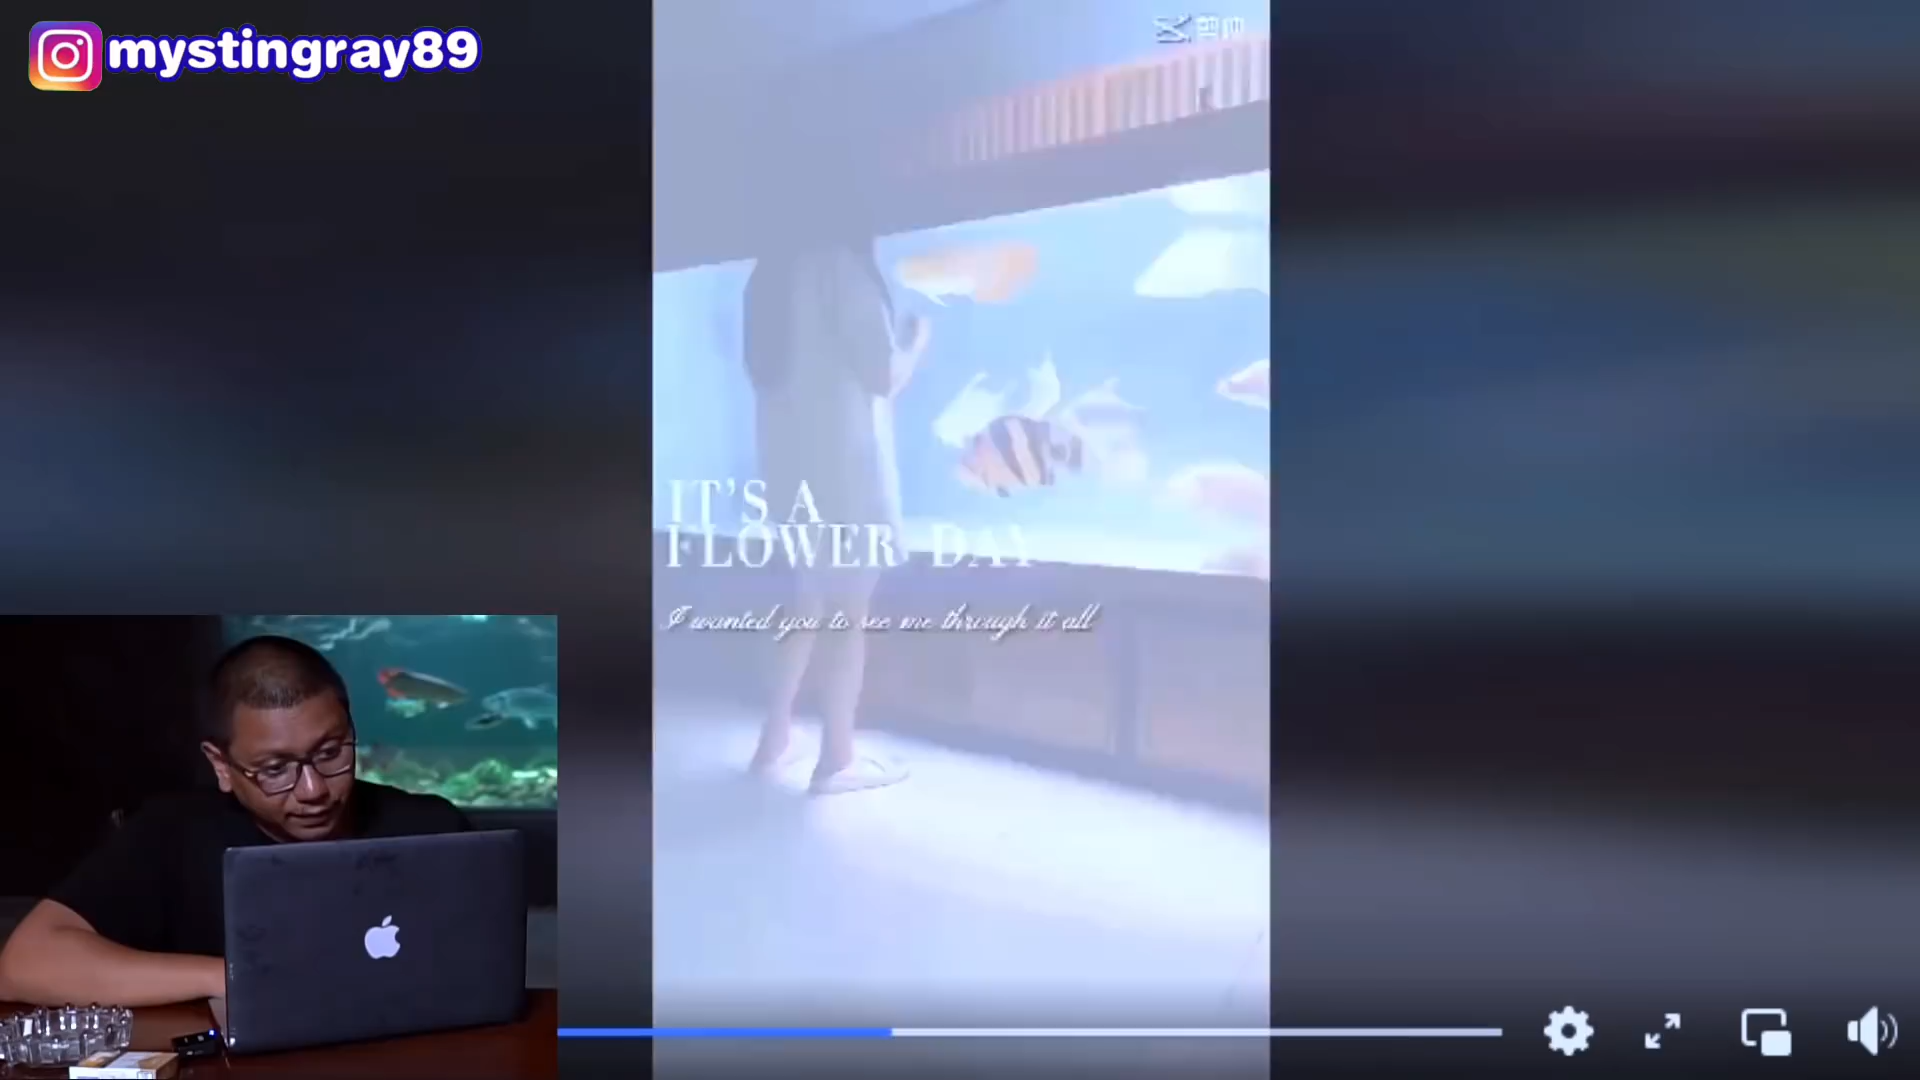 mystingray89
IT'S A
FLOWER DAY
I wanted you to see me through it all